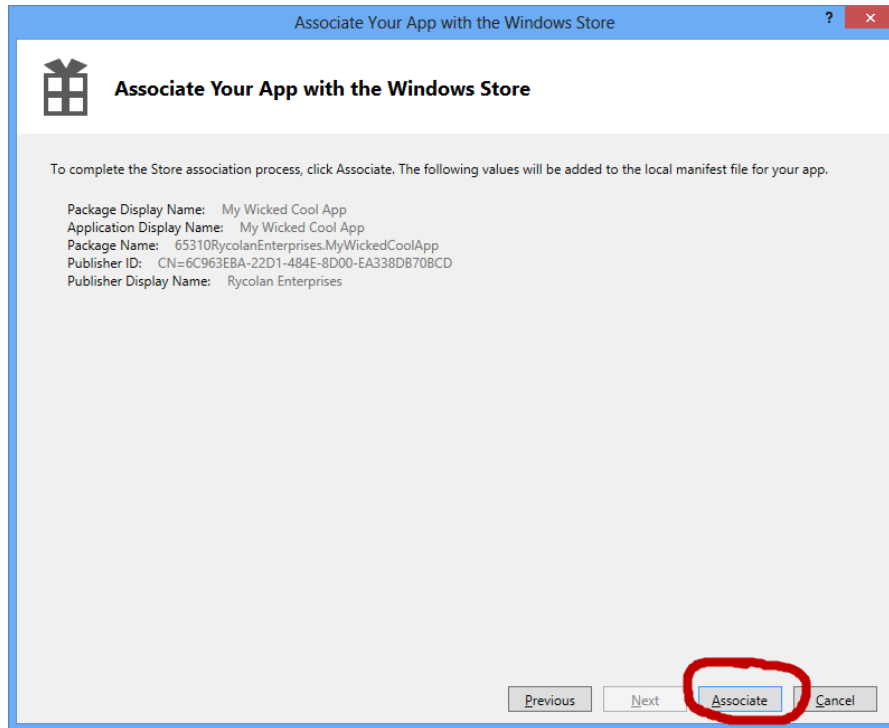 Associate Your App with the Windows Store
?
Associate Your App with the Windows Store
To complete the Store association process, click Associate. The following values will be added to the local manifest file for your app.
Package Display Name: My Wicked Cool App
Application Display Name: My Wicked Cool App
Package Name: 65310RycolanEnterprises.MyWickedCoolApp
Publisher ID: CN=6C963EBA-22D1-484E-8D00-EA338DB70BCD
Publisher Display Name: Rycolan Enterprises
Previous Next Associate Cancel